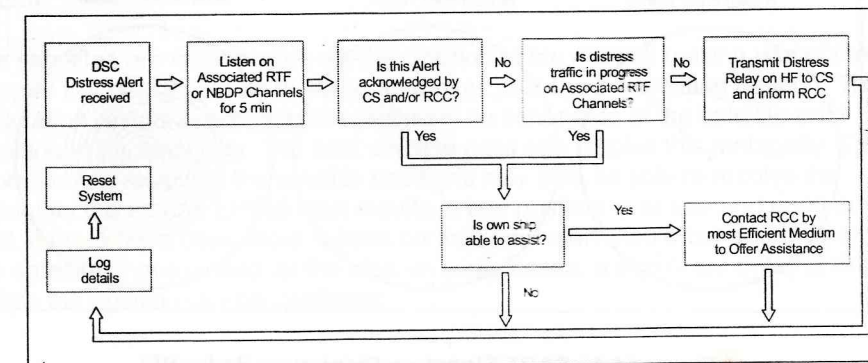 DSC
Distress Alert
received
Listen on
Associated RTF
or NBDP Channels
for 5 min
Is this Alert
acknowledged by
CS and/or RCC?
No
Is distress
traffic in progress
on Associated RTF
Channels?
No
Transmit Distress
Relay on HF to CS
and inform RCC
Yes
Yes
Reset
System
Is own ship
able to assist?
Yes
Contact RCC by
most Efficient Medium
to Offer Assistance
Log
details
No